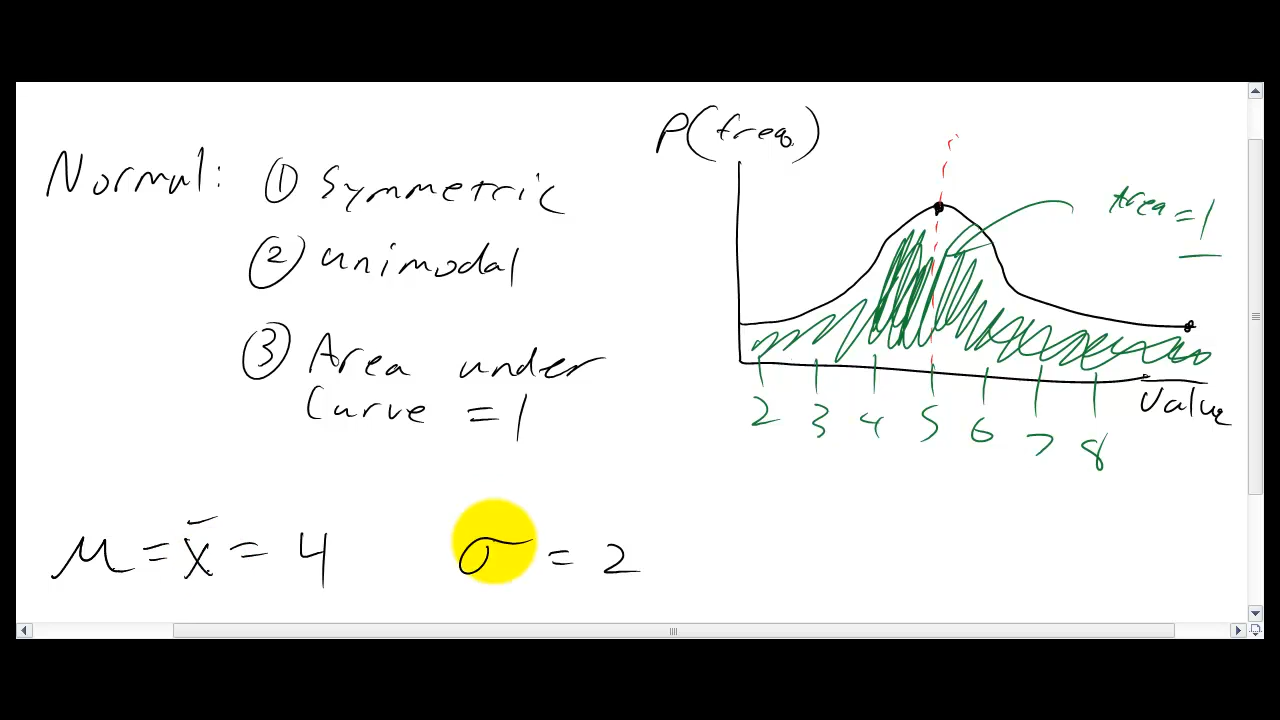 Normal: ① Symmetric
② unimodal
③ Area under
Curve = 1
μ = x̄ = 4
σ = 2
P(freq.)
Area = 1
2 3 4 5 6 7 8
Value